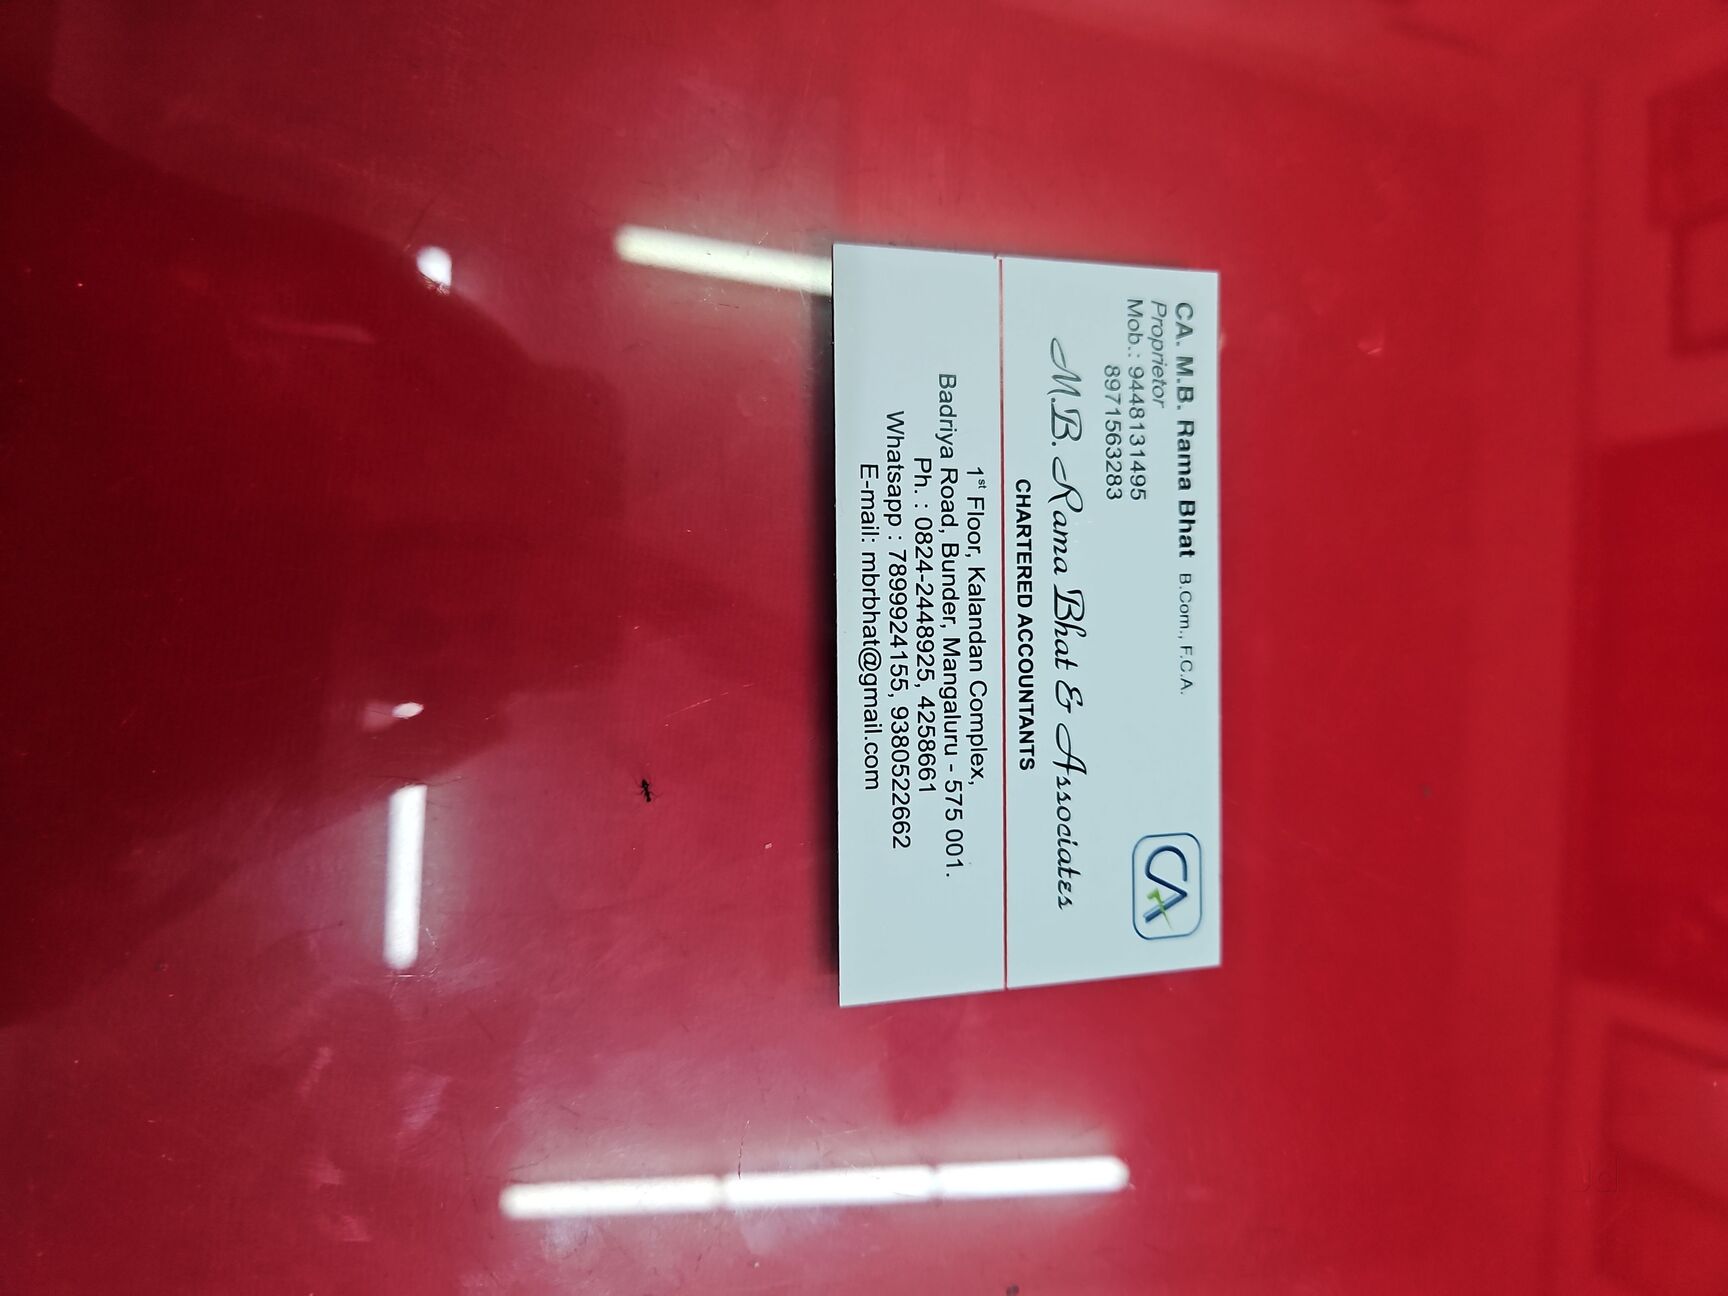 CA. M.B. Rama Bhat B.Com., F.C.A.
Proprietor
Mob.: 9448131495
8971563283
CA
M.B. Rama Bhat & Associates
CHARTERED ACCOUNTANTS
1st Floor, Kalandan Complex,
Badriya Road, Bunder, Mangaluru - 575 001.
Ph. : 0824-2448925, 4258661
Whatsapp : 7899924155, 9380522662
E-mail: mbrbhat@gmail.com
Jd